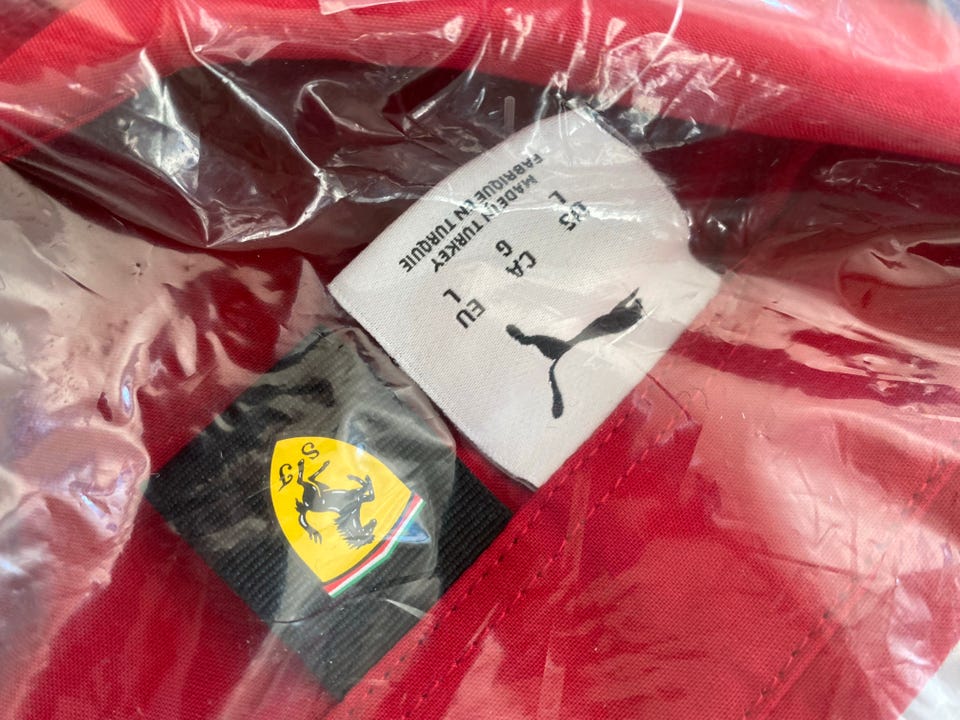 US CA EU
L G L
MADE IN TURKEY
FABRIQUE EN TURQUIE
S F